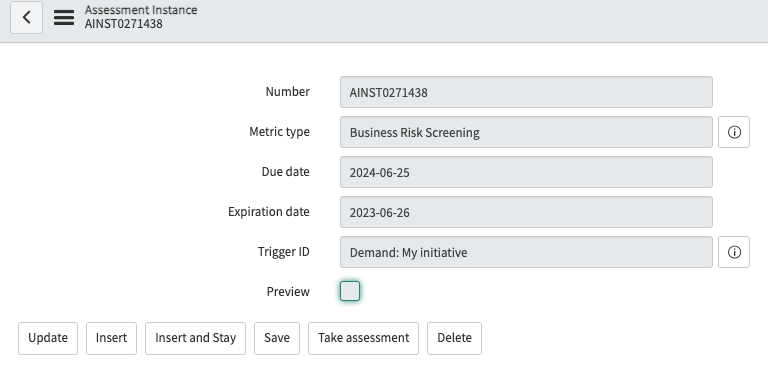 Assessment Instance
AINST0271438
Number AINST0271438
Metric type Business Risk Screening
Due date 2024-06-25
Expiration date 2023-06-26
Trigger ID Demand: My initiative
Preview
Update Insert Insert and Stay Save Take assessment Delete